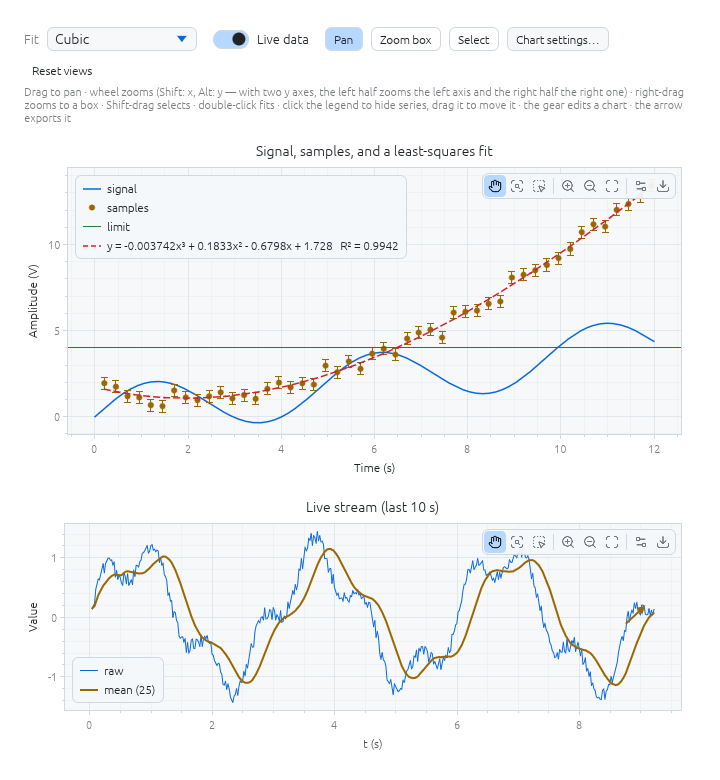 Fit Cubic Live data Pan Zoom box Select Chart settings...
Reset views
Drag to pan · wheel zooms (Shift: x, Alt: y — with two y axes, the left half zooms the left axis and the right half the right one) · right-drag
zooms to a box · Shift-drag selects · double-click fits · click the legend to hide series, drag it to move it · the gear edits a chart · the arrow
exports it
Signal, samples, and a least-squares fit
signal
samples
limit
y = -0.003742x³ + 0.1833x² - 0.6798x + 1.728 R² = 0.9942
10
5
0
Amplitude (V)
0 2 4 6 8 10 12
Time (s)
Live stream (last 10 s)
1
0
-1
Value
raw
mean (25)
0 2 4 6 8
t (s)